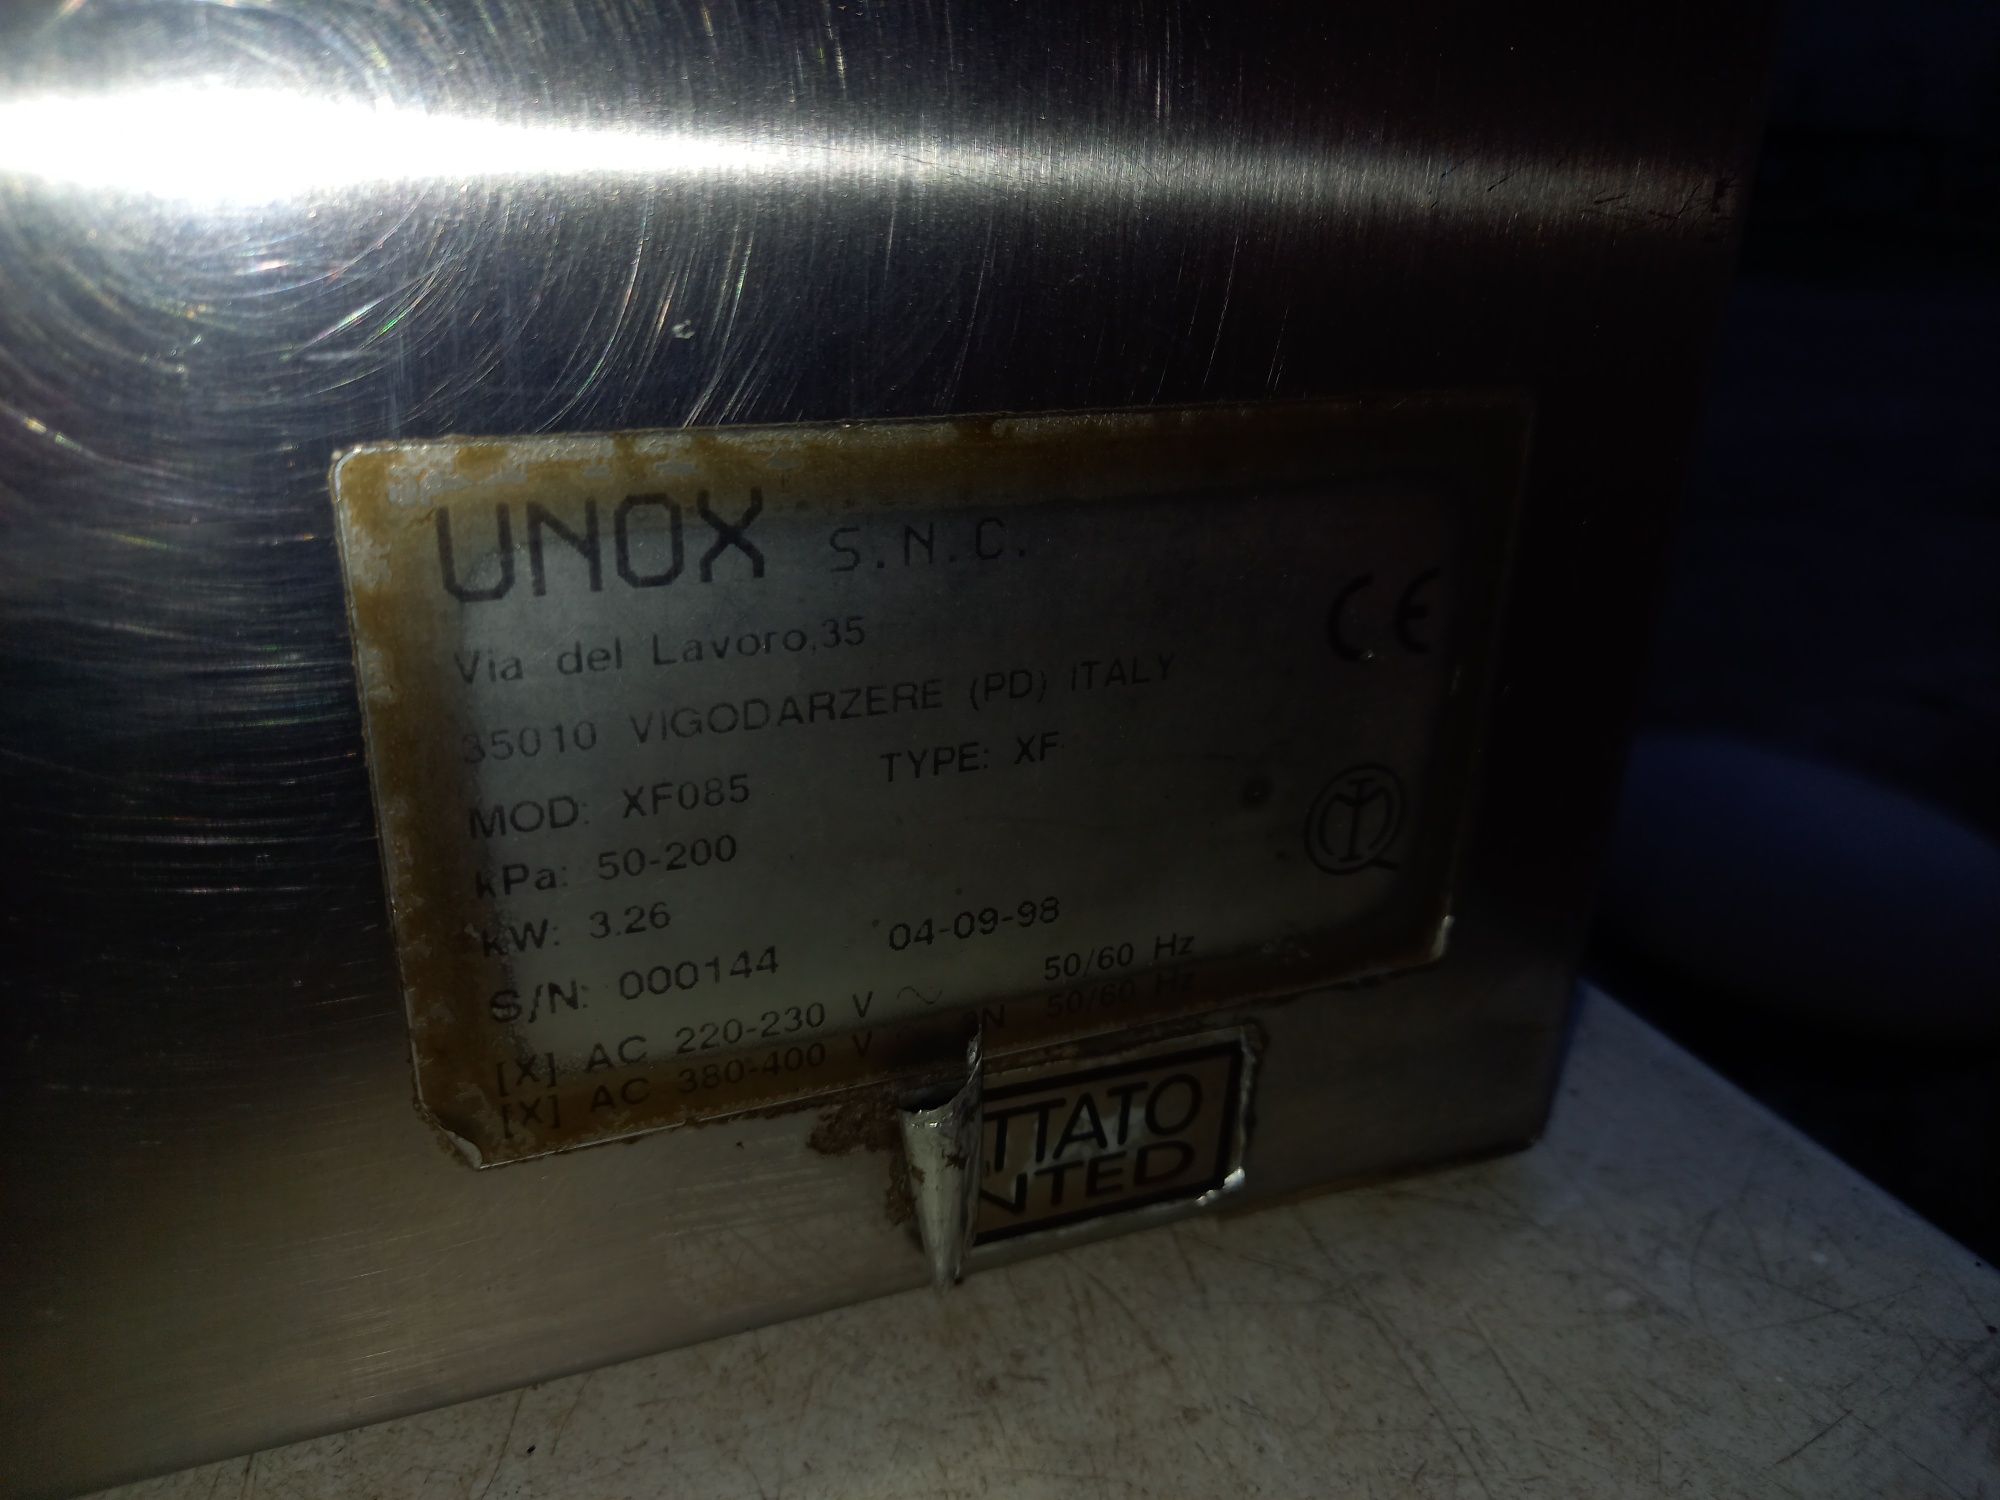 UNOX S.N.C.
CE
Via del Lavoro,35
35010 VIGODARZERE (PD) ITALY
MOD: XF085 TYPE: XF
kPa: 50-200
kW: 3.26
S/N: 000144 04-09-98
[X] AC 220-230 V ~ 50/60 Hz
[X] AC 380-400 V 50/60 Hz
TTATO
NTED